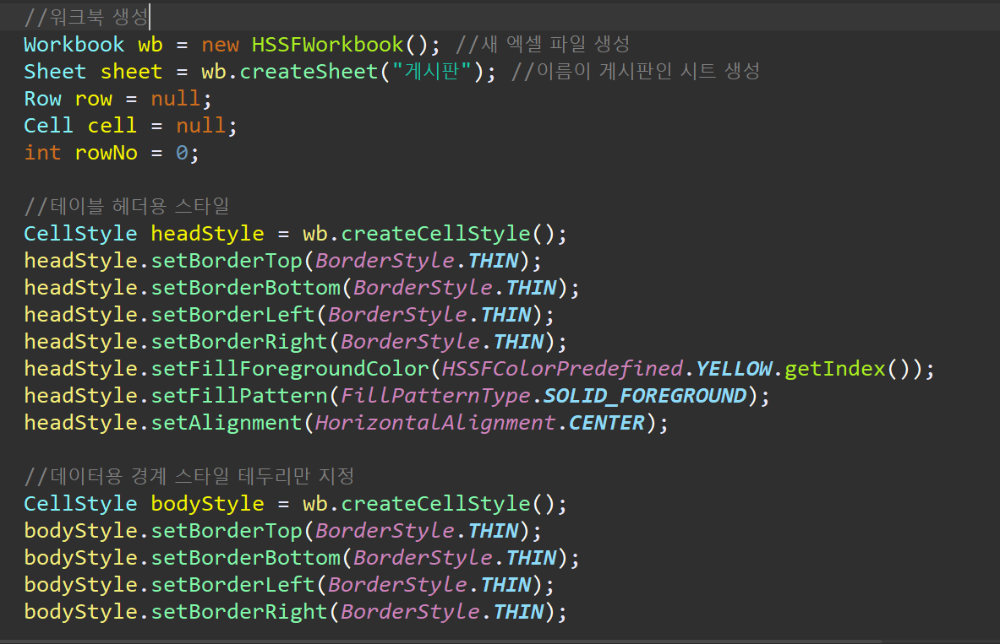 //워크북 생성
Workbook wb = new HSSFWorkbook(); //새 엑셀 파일 생성
Sheet sheet = wb.createSheet("게시판"); //이름이 게시판인 시트 생성
Row row = null;
Cell cell = null;
int rowNo = 0;
//테이블 헤더용 스타일
CellStyle headStyle = wb.createCellStyle();
headStyle.setBorderTop(BorderStyle.THIN);
headStyle.setBorderBottom(BorderStyle.THIN);
headStyle.setBorderLeft(BorderStyle.THIN);
headStyle.setBorderRight(BorderStyle.THIN);
headStyle.setFillForegroundColor(HSSFColorPredefined.YELLOW.getIndex());
headStyle.setFillPattern(FillPatternType.SOLID_FOREGROUND);
headStyle.setAlignment(HorizontalAlignment.CENTER);
//데이터용 경계 스타일 테두리만 지정
CellStyle bodyStyle = wb.createCellStyle();
bodyStyle.setBorderTop(BorderStyle.THIN);
bodyStyle.setBorderBottom(BorderStyle.THIN);
bodyStyle.setBorderLeft(BorderStyle.THIN);
bodyStyle.setBorderRight(BorderStyle.THIN);